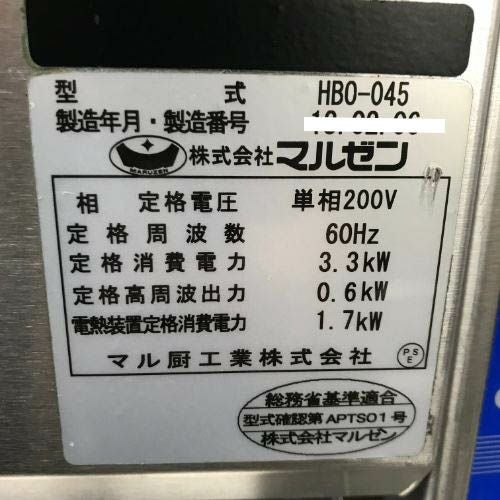 型 式 HBO-045
製造年月・製造番号
MARUZEN 株式会社 マルゼン
相 定格電圧 単相200V
定格周波数 60Hz
定格消費電力 3.3kW
定格高周波出力 0.6kW
電熱装置定格消費電力 1.7kW
マル厨工業株式会社 PSE
総務省基準適合
型式確認第APTS01号
株式会社マルゼン